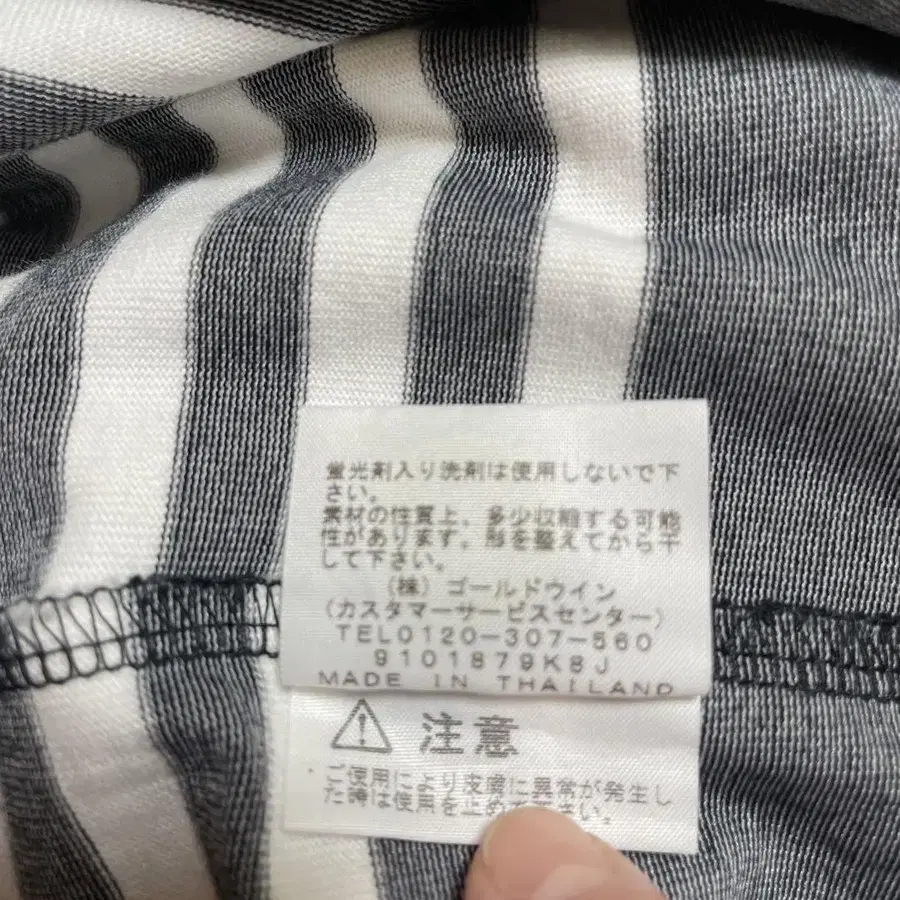 蛍光剤入り洗剤は使用しないで下
さい。
素材の性質上、多少収縮する可能
性があります。形を整えてから干
して下さい。
(株) ゴールドウイン
(カスタマーサービスセンター)
TEL0120-307-560
9101879K8J
MADE IN THAILAND
注意
ご使用により皮膚に異常が発生し
た時は使用を止め下さい。